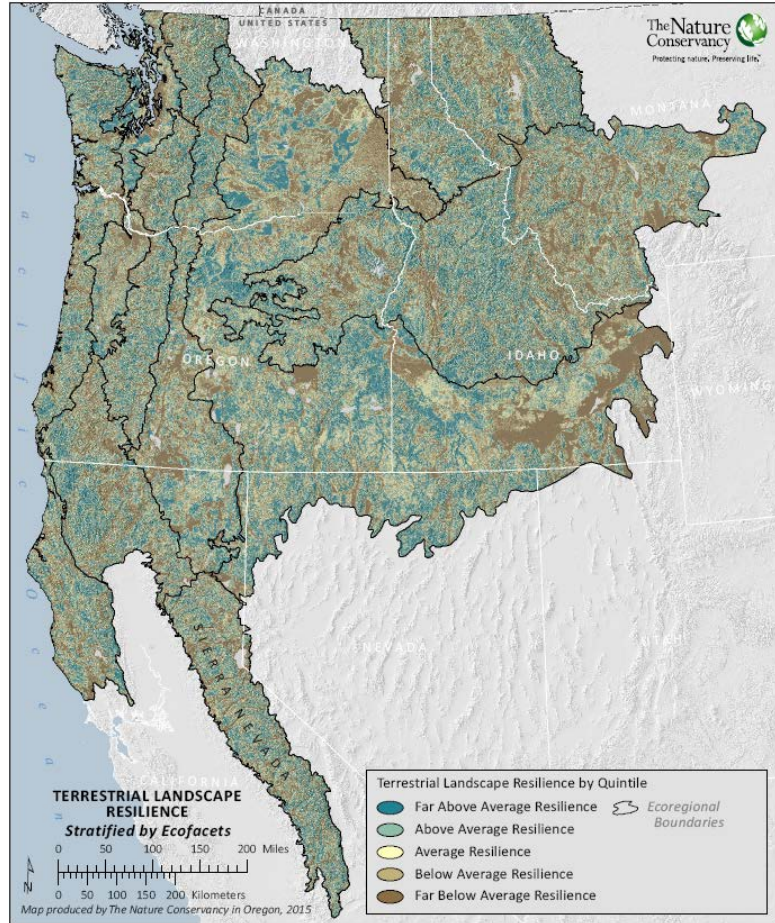 CANADA
UNITED STATES
WASHINGTON
The Nature
Conservancy
Protecting nature. Preserving life.™
MONTANA
Pacific Ocean
OREGON
IDAHO
WYOMING
NEVADA
UTAH
SIERRA NEVADA
CALIFORNIA
TERRESTRIAL LANDSCAPE
RESILIENCE
Stratified by Ecofacets
0 50 100 150 200 Miles
0 50 100 150 200 Kilometers
N
Map produced by The Nature Conservancy in Oregon, 2015
Terrestrial Landscape Resilience by Quintile
Far Above Average Resilience
Above Average Resilience
Average Resilience
Below Average Resilience
Far Below Average Resilience
Ecoregional
Boundaries